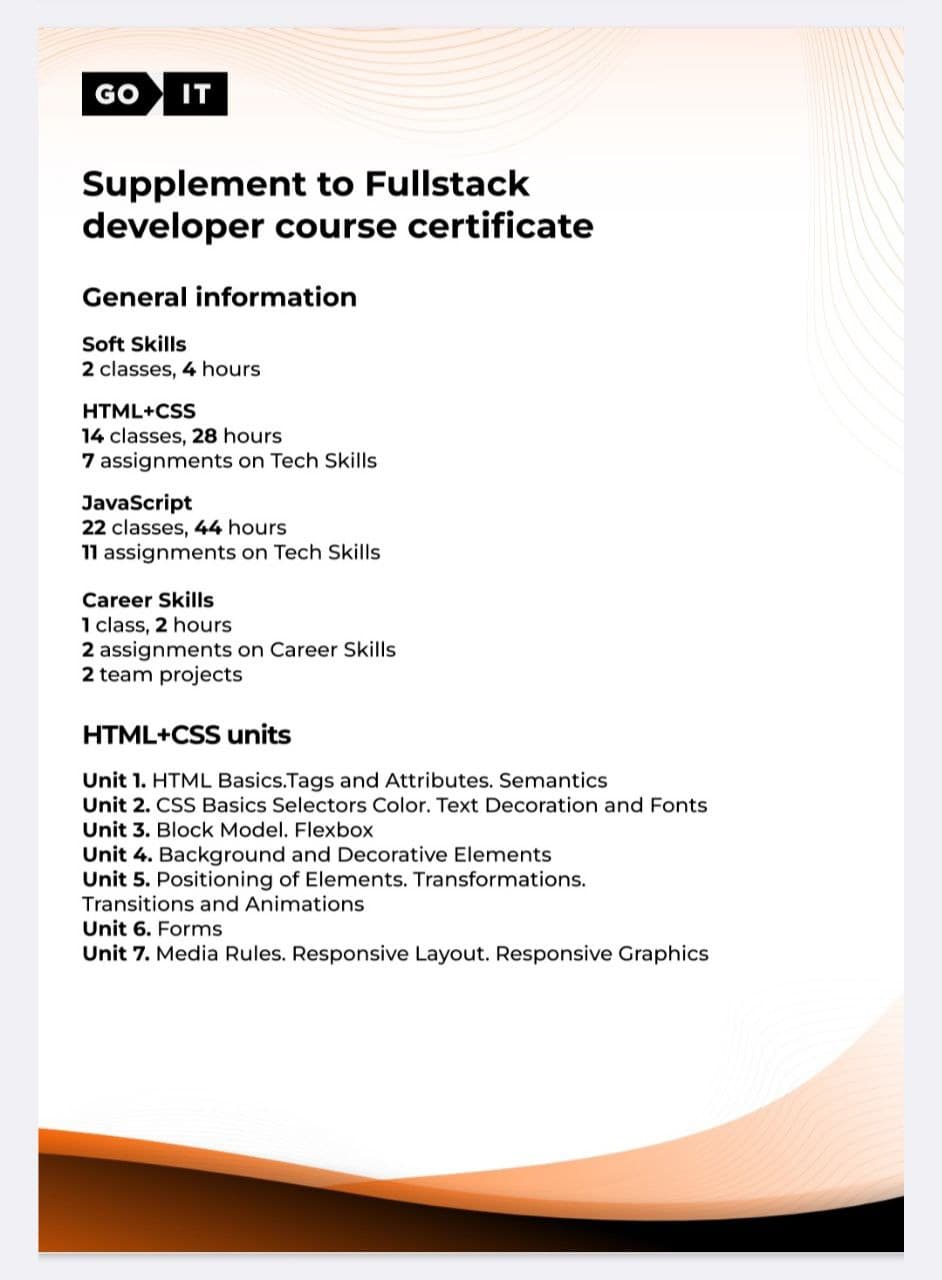 GO IT
Supplement to Fullstack
developer course certificate
General information
Soft Skills
2 classes, 4 hours
HTML+CSS
14 classes, 28 hours
7 assignments on Tech Skills
JavaScript
22 classes, 44 hours
11 assignments on Tech Skills
Career Skills
1 class, 2 hours
2 assignments on Career Skills
2 team projects
HTML+CSS units
Unit 1. HTML Basics.Tags and Attributes. Semantics
Unit 2. CSS Basics Selectors Color. Text Decoration and Fonts
Unit 3. Block Model. Flexbox
Unit 4. Background and Decorative Elements
Unit 5. Positioning of Elements. Transformations.
Transitions and Animations
Unit 6. Forms
Unit 7. Media Rules. Responsive Layout. Responsive Graphics